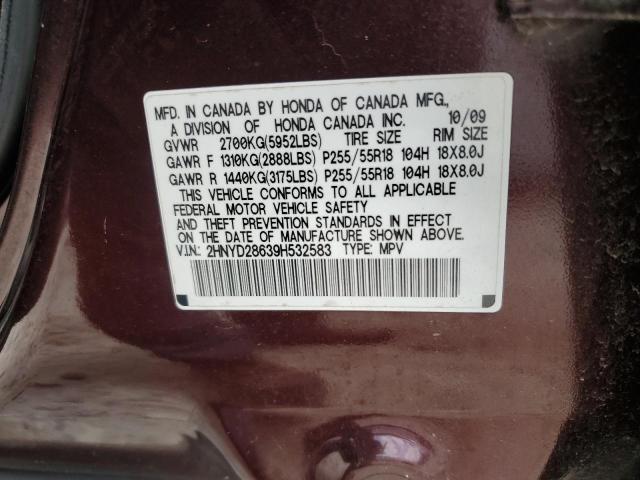 MFD. IN CANADA BY HONDA OF CANADA MFG.,
A DIVISION OF HONDA CANADA INC. 10/09
GVWR 2700KG(5952LBS) TIRE SIZE RIM SIZE
GAWR F 1310KG(2888LBS) P255/55R18 104H 18X8.0J
GAWR R 1440KG(3175LBS) P255/55R18 104H 18X8.0J
THIS VEHICLE CONFORMS TO ALL APPLICABLE
FEDERAL MOTOR VEHICLE SAFETY
AND THEFT PREVENTION STANDARDS IN EFFECT
ON THE DATE OF MANUFACTURE SHOWN ABOVE.
V.I.N.: 2HNYD28639H532583 TYPE: MPV